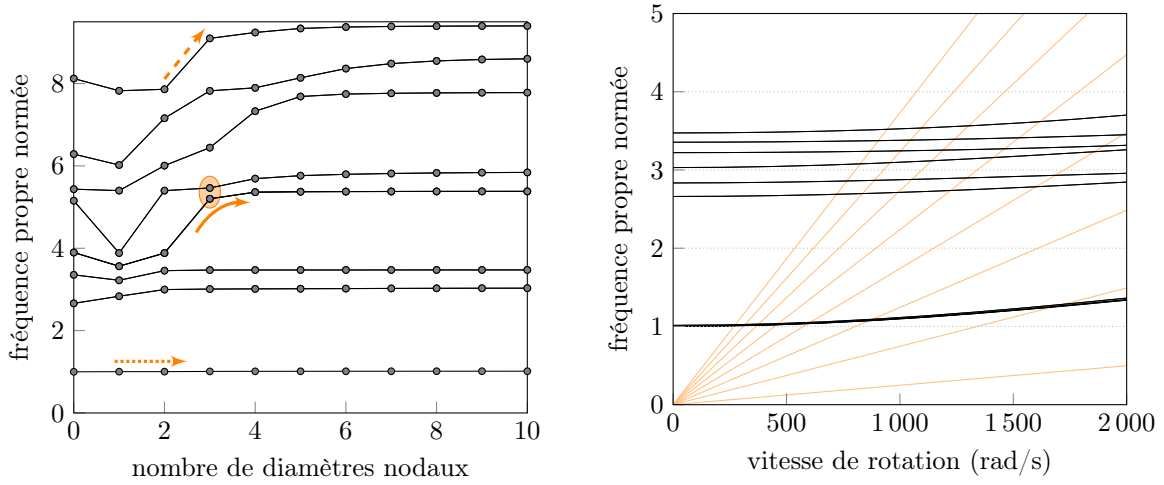 fréquence propre normée
8
6
4
2
0
0 2 4 6 8 10
nombre de diamètres nodaux
fréquence propre normée
5
4
3
2
1
0
0 500 1 000 1 500 2 000
vitesse de rotation (rad/s)